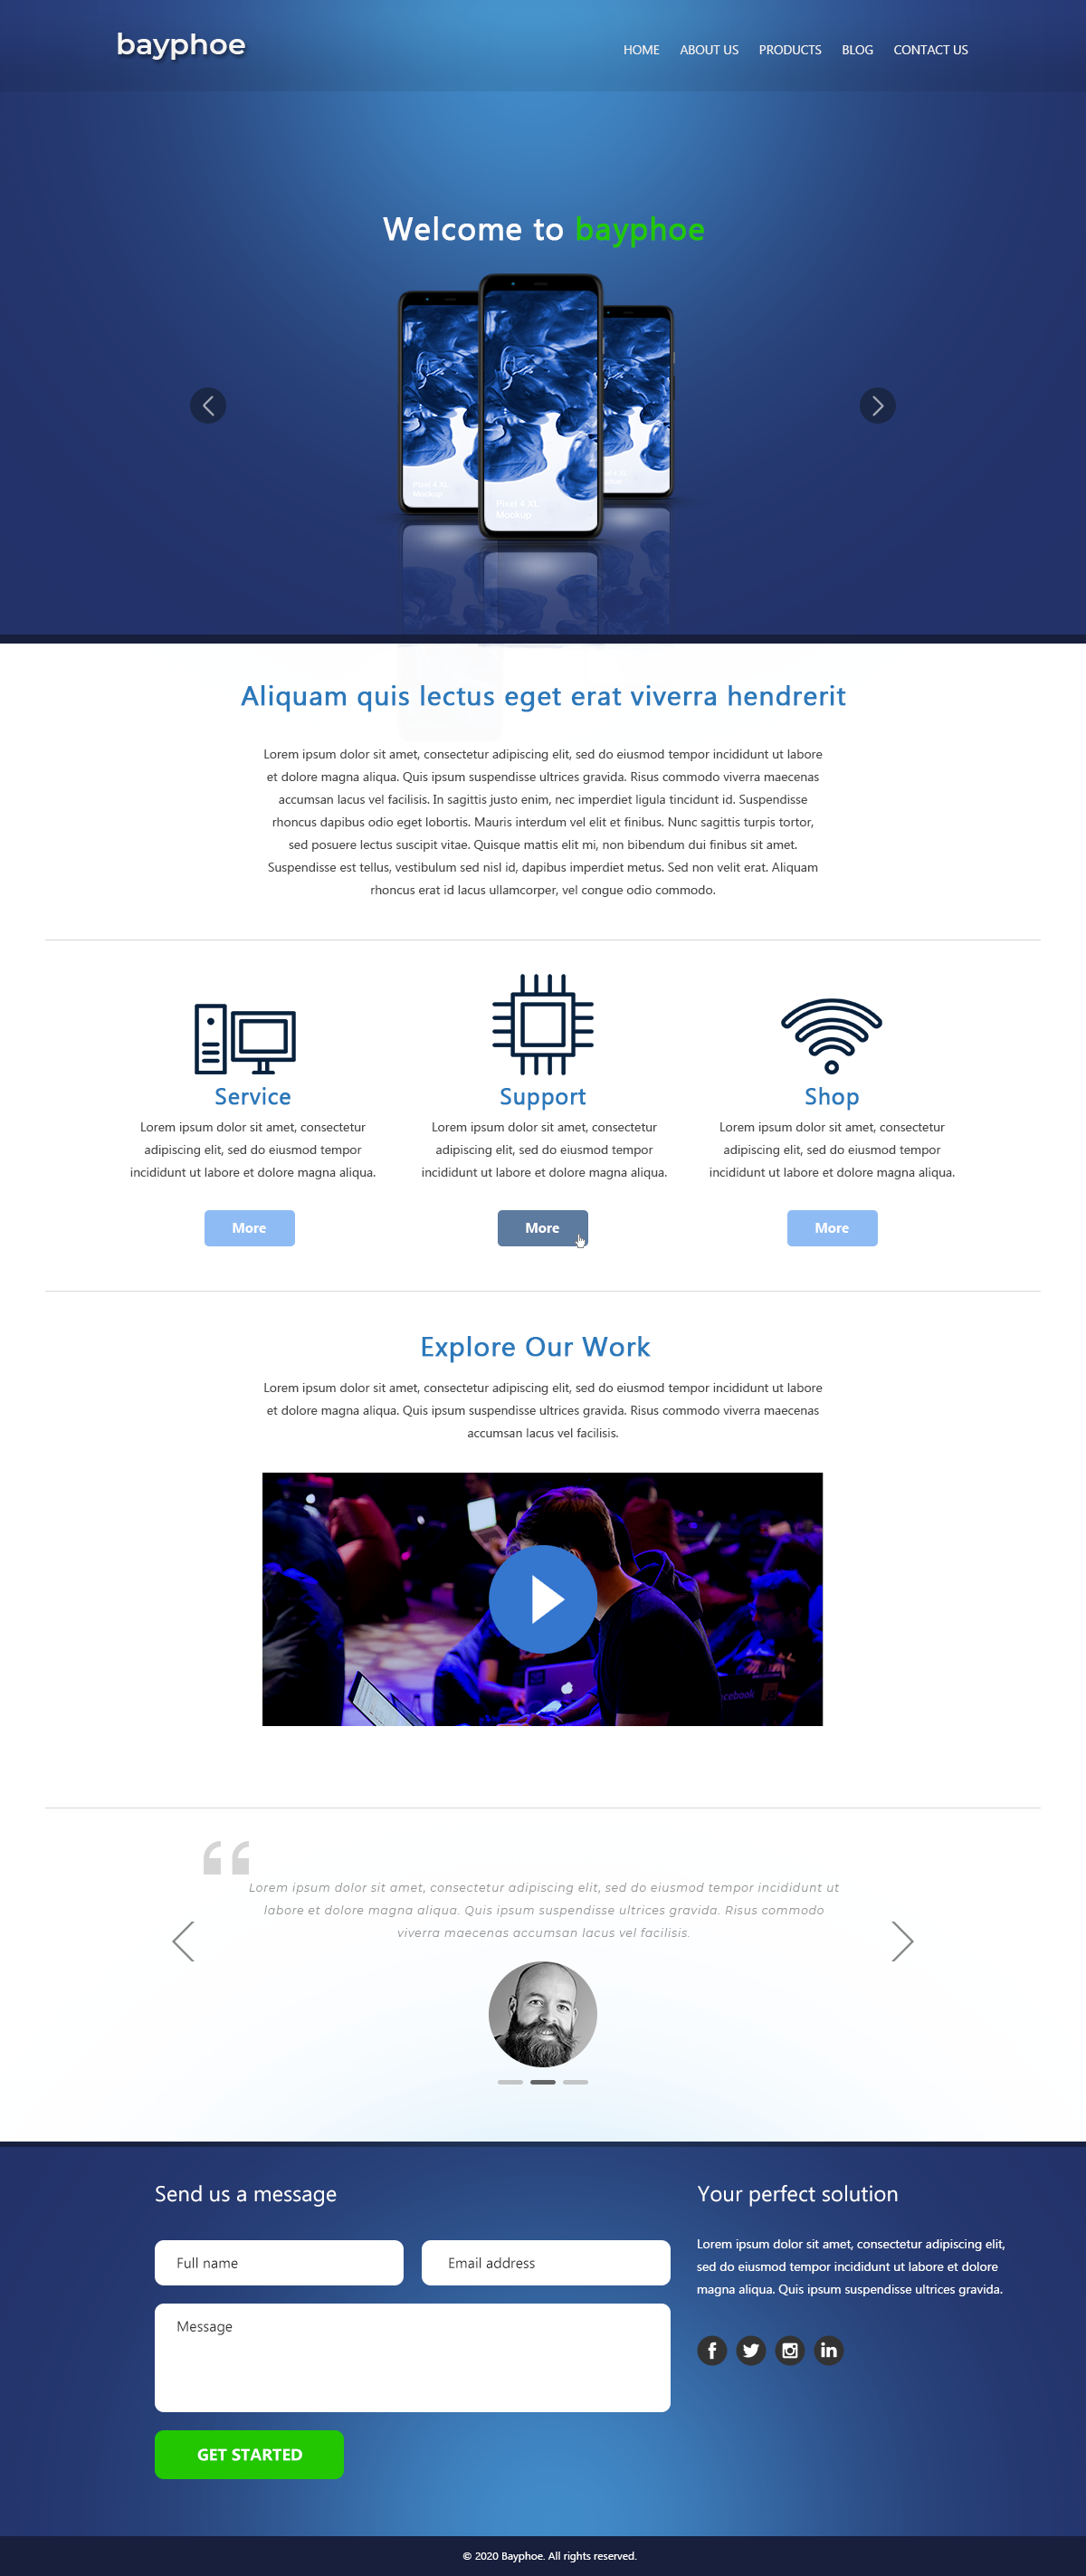 bayphoe
HOME ABOUT US PRODUCTS BLOG CONTACT US
Welcome to bayphoe
Pixel 4 XL
Mockup
Pixel 4 XL
Mockup
Aliquam quis lectus eget erat viverra hendrerit
Lorem ipsum dolor sit amet, consectetur adipiscing elit, sed do eiusmod tempor incididunt ut labore
et dolore magna aliqua. Quis ipsum suspendisse ultrices gravida. Risus commodo viverra maecenas
accumsan lacus vel facilisis. In sagittis justo enim, nec imperdiet ligula tincidunt id. Suspendisse
rhoncus dapibus odio eget lobortis. Mauris interdum vel elit et finibus. Nunc sagittis turpis tortor,
sed posuere lectus suscipit vitae. Quisque mattis elit mi, non bibendum dui finibus sit amet.
Suspendisse est tellus, vestibulum sed nisl id, dapibus imperdiet metus. Sed non velit erat. Aliquam
rhoncus erat id lacus ullamcorper, vel congue odio commodo.
Service
Lorem ipsum dolor sit amet, consectetur
adipiscing elit, sed do eiusmod tempor
incididunt ut labore et dolore magna aliqua.
More
Support
Lorem ipsum dolor sit amet, consectetur
adipiscing elit, sed do eiusmod tempor
incididunt ut labore et dolore magna aliqua.
More
Shop
Lorem ipsum dolor sit amet, consectetur
adipiscing elit, sed do eiusmod tempor
incididunt ut labore et dolore magna aliqua.
More
Explore Our Work
Lorem ipsum dolor sit amet, consectetur adipiscing elit, sed do eiusmod tempor incididunt ut labore
et dolore magna aliqua. Quis ipsum suspendisse ultrices gravida. Risus commodo viverra maecenas
accumsan lacus vel facilisis.
Lorem ipsum dolor sit amet, consectetur adipiscing elit, sed do eiusmod tempor incididunt ut
labore et dolore magna aliqua. Quis ipsum suspendisse ultrices gravida. Risus commodo
viverra maecenas accumsan lacus vel facilisis.
Send us a message
Full name
Email address
Message
GET STARTED
Your perfect solution
Lorem ipsum dolor sit amet, consectetur adipiscing elit,
sed do eiusmod tempor incididunt ut labore et dolore
magna aliqua. Quis ipsum suspendisse ultrices gravida.
© 2020 Bayphoe. All rights reserved.